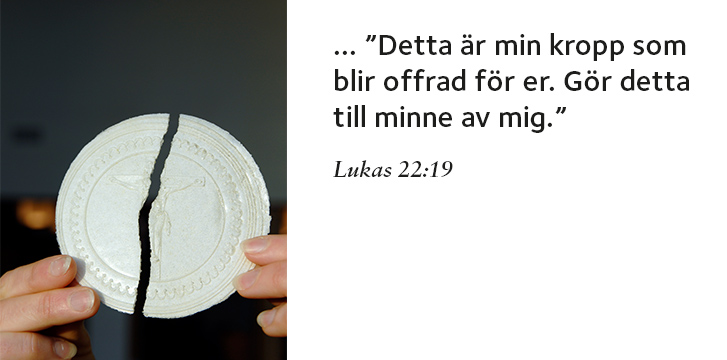 ... ”Detta är min kropp som
blir offrad för er. Gör detta
till minne av mig.”
Lukas 22:19